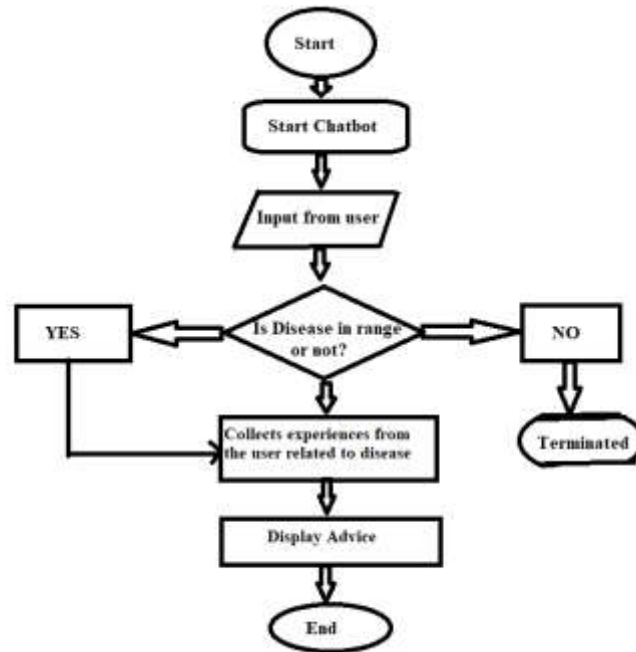 Start
Start Chatbot
Input from user
Is Disease in range
or not?
YES
NO
Collects experiences from
the user related to disease
Terminated
Display Advice
End